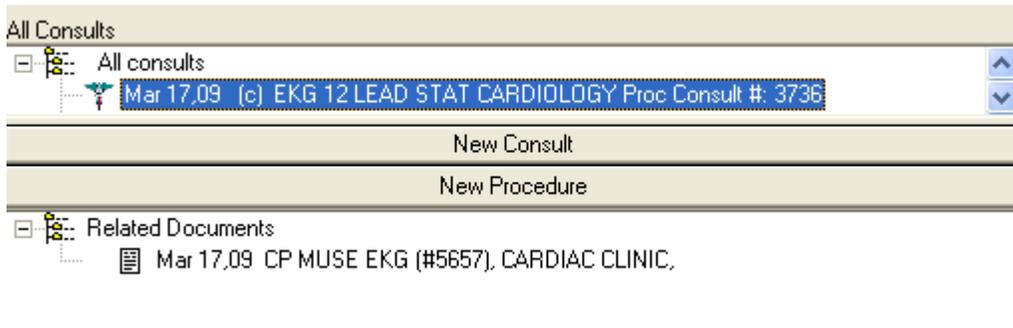 All Consults
All consults
Mar 17,09 (c) EKG 12 LEAD STAT CARDIOLOGY Proc Consult #: 3736
New Consult
New Procedure
Related Documents
Mar 17,09 CP MUSE EKG (#5657), CARDIAC CLINIC,